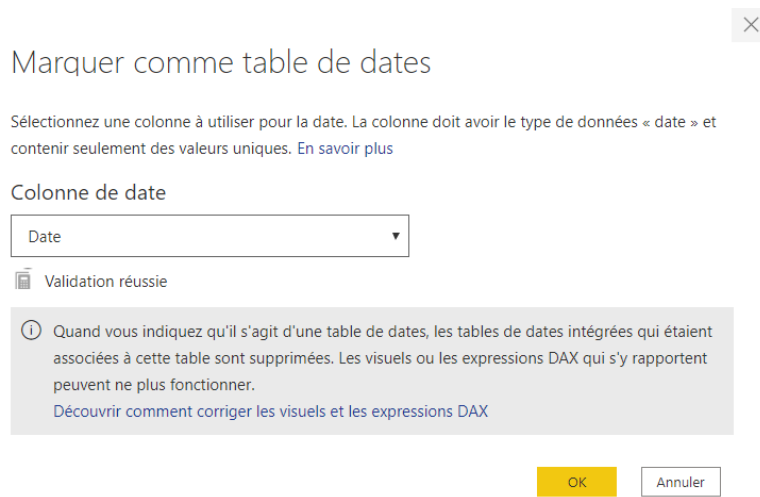 Marquer comme table de dates
Sélectionnez une colonne à utiliser pour la date. La colonne doit avoir le type de données « date » et
contenir seulement des valeurs uniques. En savoir plus
Colonne de date
Date
Validation réussie
Quand vous indiquez qu'il s'agit d'une table de dates, les tables de dates intégrées qui étaient
associées à cette table sont supprimées. Les visuels ou les expressions DAX qui s'y rapportent
peuvent ne plus fonctionner.
Découvrir comment corriger les visuels et les expressions DAX
OK
Annuler